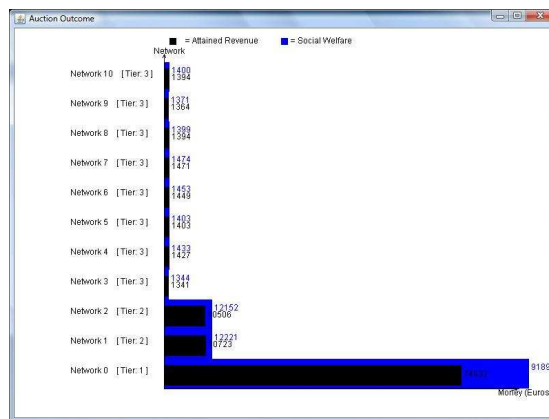 Auction Outcome
= Attained Revenue = Social Welfare
Network
Network 10 [Tier: 3] 1400
1394
Network 9 [Tier: 3] 1371
1364
Network 8 [Tier: 3] 1399
1394
Network 7 [Tier: 3] 1474
1471
Network 6 [Tier: 3] 1453
1449
Network 5 [Tier: 3] 1403
1403
Network 4 [Tier: 3] 1433
1427
Network 3 [Tier: 3] 1344
1341
Network 2 [Tier: 2] 12152
0506
Network 1 [Tier: 2] 12221
0723
Network 0 [Tier: 1] 9189
Money (Euros